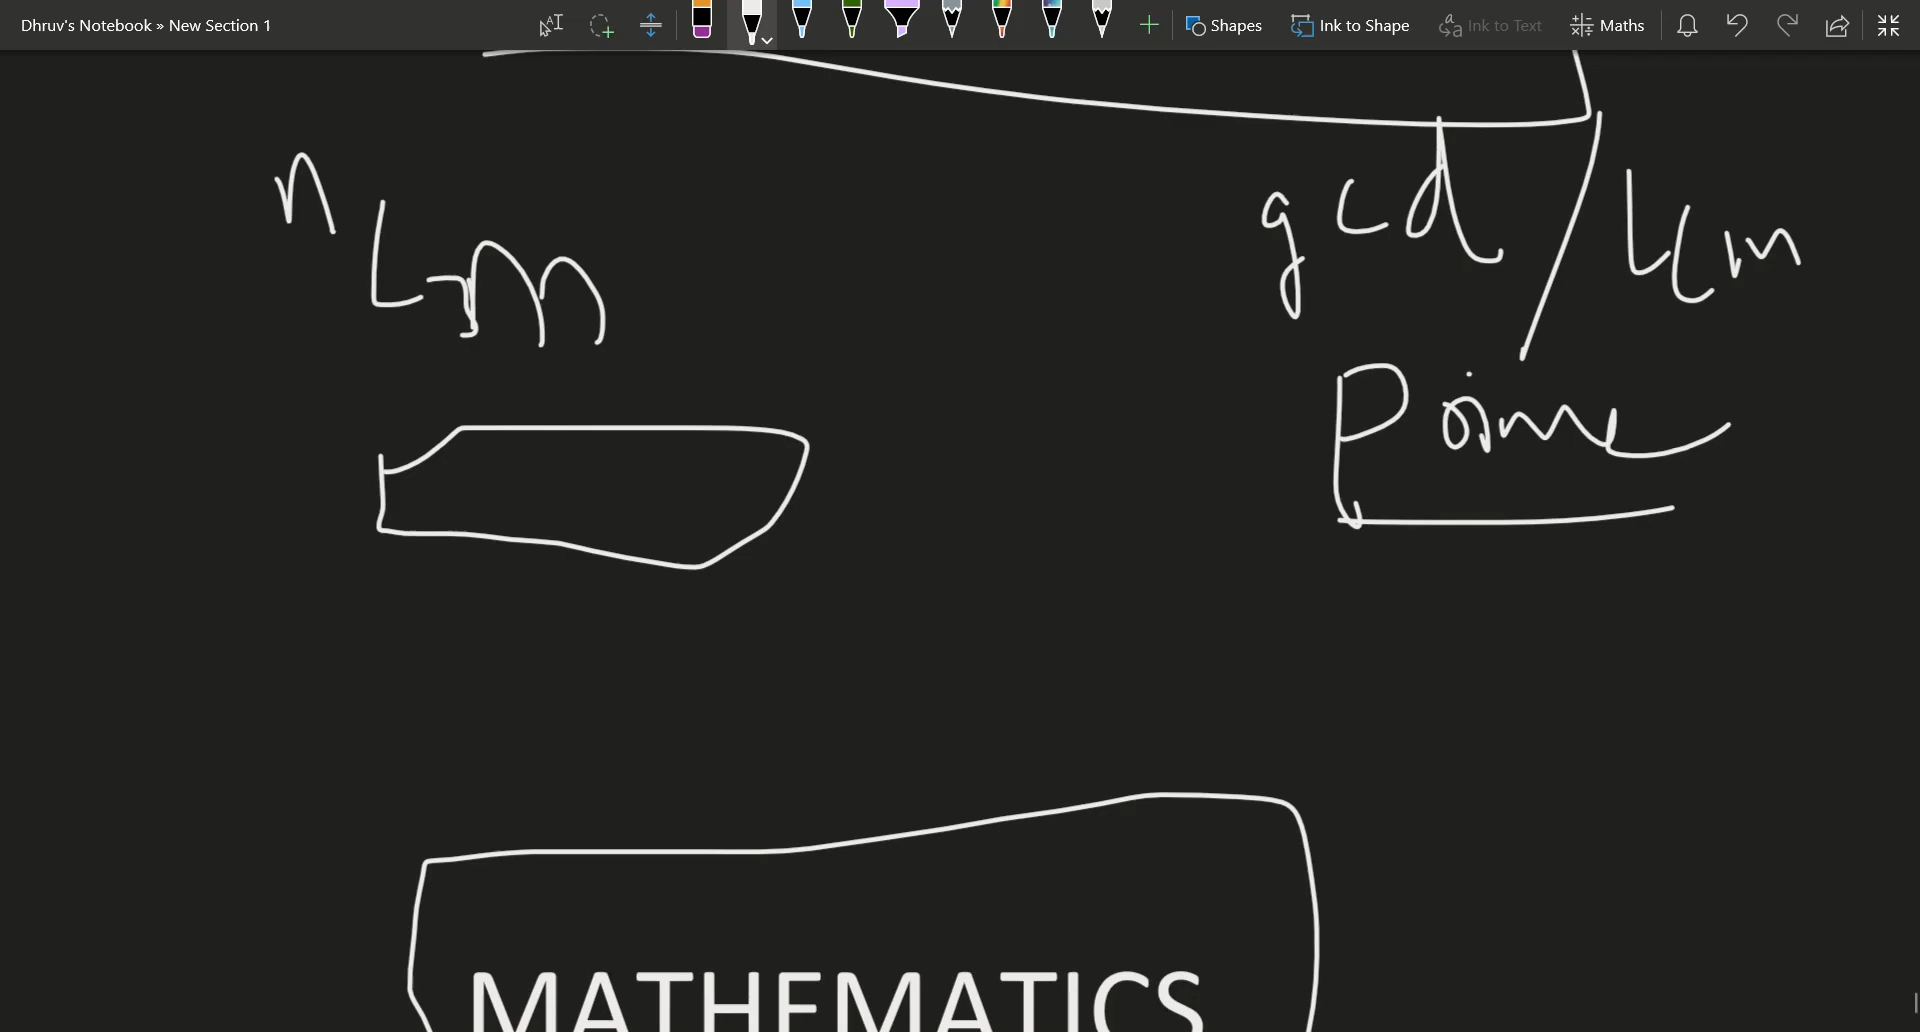 Dhruv's Notebook » New Section 1
Shapes
Ink to Shape
Ink to Text
Maths
n
gcd / LCm
Prime
MATHEMATICS